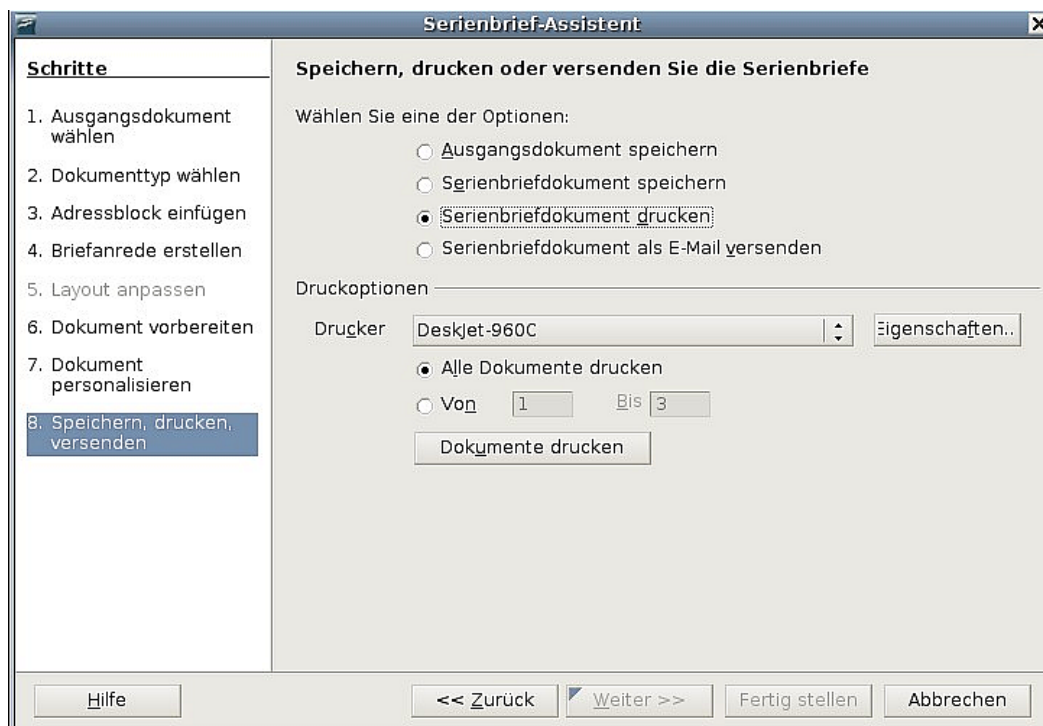 Serienbrief-Assistent
Schritte
1. Ausgangsdokument
wählen
2. Dokumenttyp wählen
3. Adressblock einfügen
4. Briefanrede erstellen
5. Layout anpassen
6. Dokument vorbereiten
7. Dokument
personalisieren
8. Speichern, drucken,
versenden
Speichern, drucken oder versenden Sie die Serienbriefe
Wählen Sie eine der Optionen:
Ausgangsdokument speichern
Serienbriefdokument speichern
Serienbriefdokument drucken
Serienbriefdokument als E-Mail versenden
Druckoptionen
Drucker DeskJet-960C Eigenschaften..
Alle Dokumente drucken
Von 1 Bis 3
Dokumente drucken
Hilfe << Zurück Weiter >> Fertig stellen Abbrechen